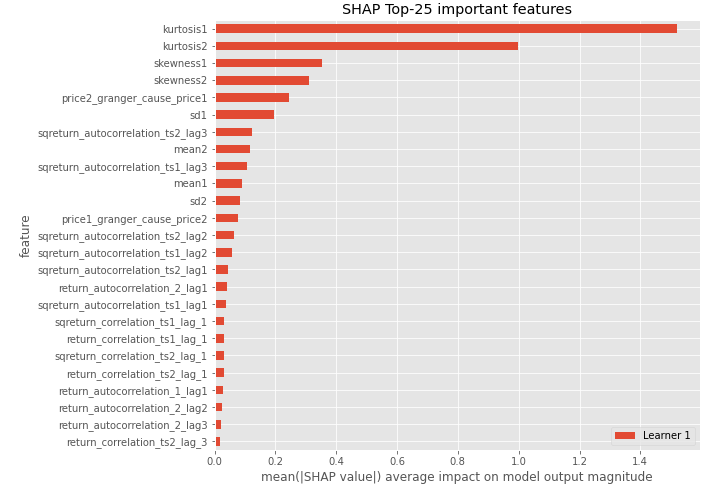 SHAP Top-25 important features
kurtosis1
kurtosis2
skewness1
skewness2
price2_granger_cause_price1
sd1
sqreturn_autocorrelation_ts2_lag3
mean2
sqreturn_autocorrelation_ts1_lag3
mean1
sd2
price1_granger_cause_price2
sqreturn_autocorrelation_ts2_lag2
sqreturn_autocorrelation_ts1_lag2
sqreturn_autocorrelation_ts2_lag1
return_autocorrelation_2_lag1
sqreturn_autocorrelation_ts1_lag1
sqreturn_correlation_ts1_lag_1
return_correlation_ts1_lag_1
sqreturn_correlation_ts2_lag_1
return_correlation_ts2_lag_1
return_autocorrelation_1_lag1
return_autocorrelation_2_lag2
return_autocorrelation_2_lag3
return_correlation_ts2_lag_3
feature
Learner 1
0.0 0.2 0.4 0.6 0.8 1.0 1.2 1.4
mean(|SHAP value|) average impact on model output magnitude